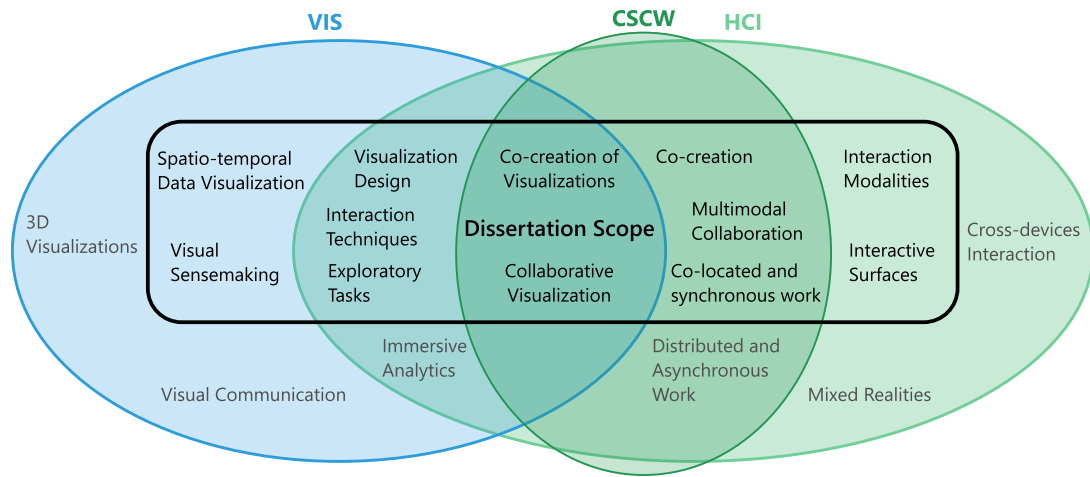 VIS
CSCW
HCI
Spatio-temporal
Data Visualization
Visualization
Design
Co-creation of
Visualizations
Co-creation
Interaction
Modalities
3D
Visualizations
Interaction
Techniques
Dissertation Scope
Multimodal
Collaboration
Cross-devices
Interaction
Visual
Sensemaking
Exploratory
Tasks
Collaborative
Visualization
Co-located and
synchronous work
Interactive
Surfaces
Immersive
Analytics
Distributed and
Asynchronous
Work
Visual Communication
Mixed Realities